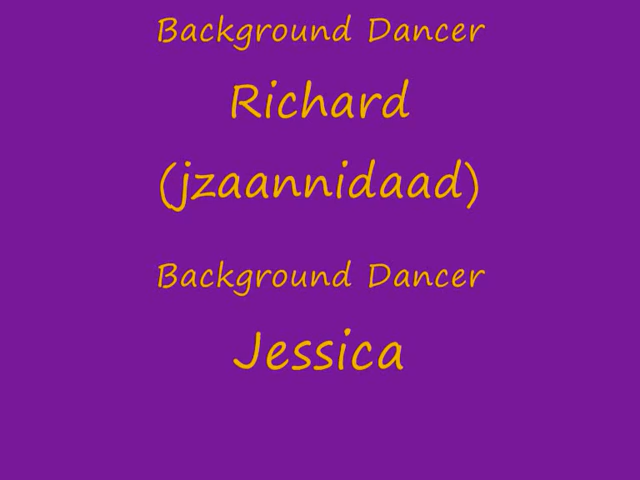 Background Dancer
Richard
(jzaannidaad)
Background Dancer
Jessica